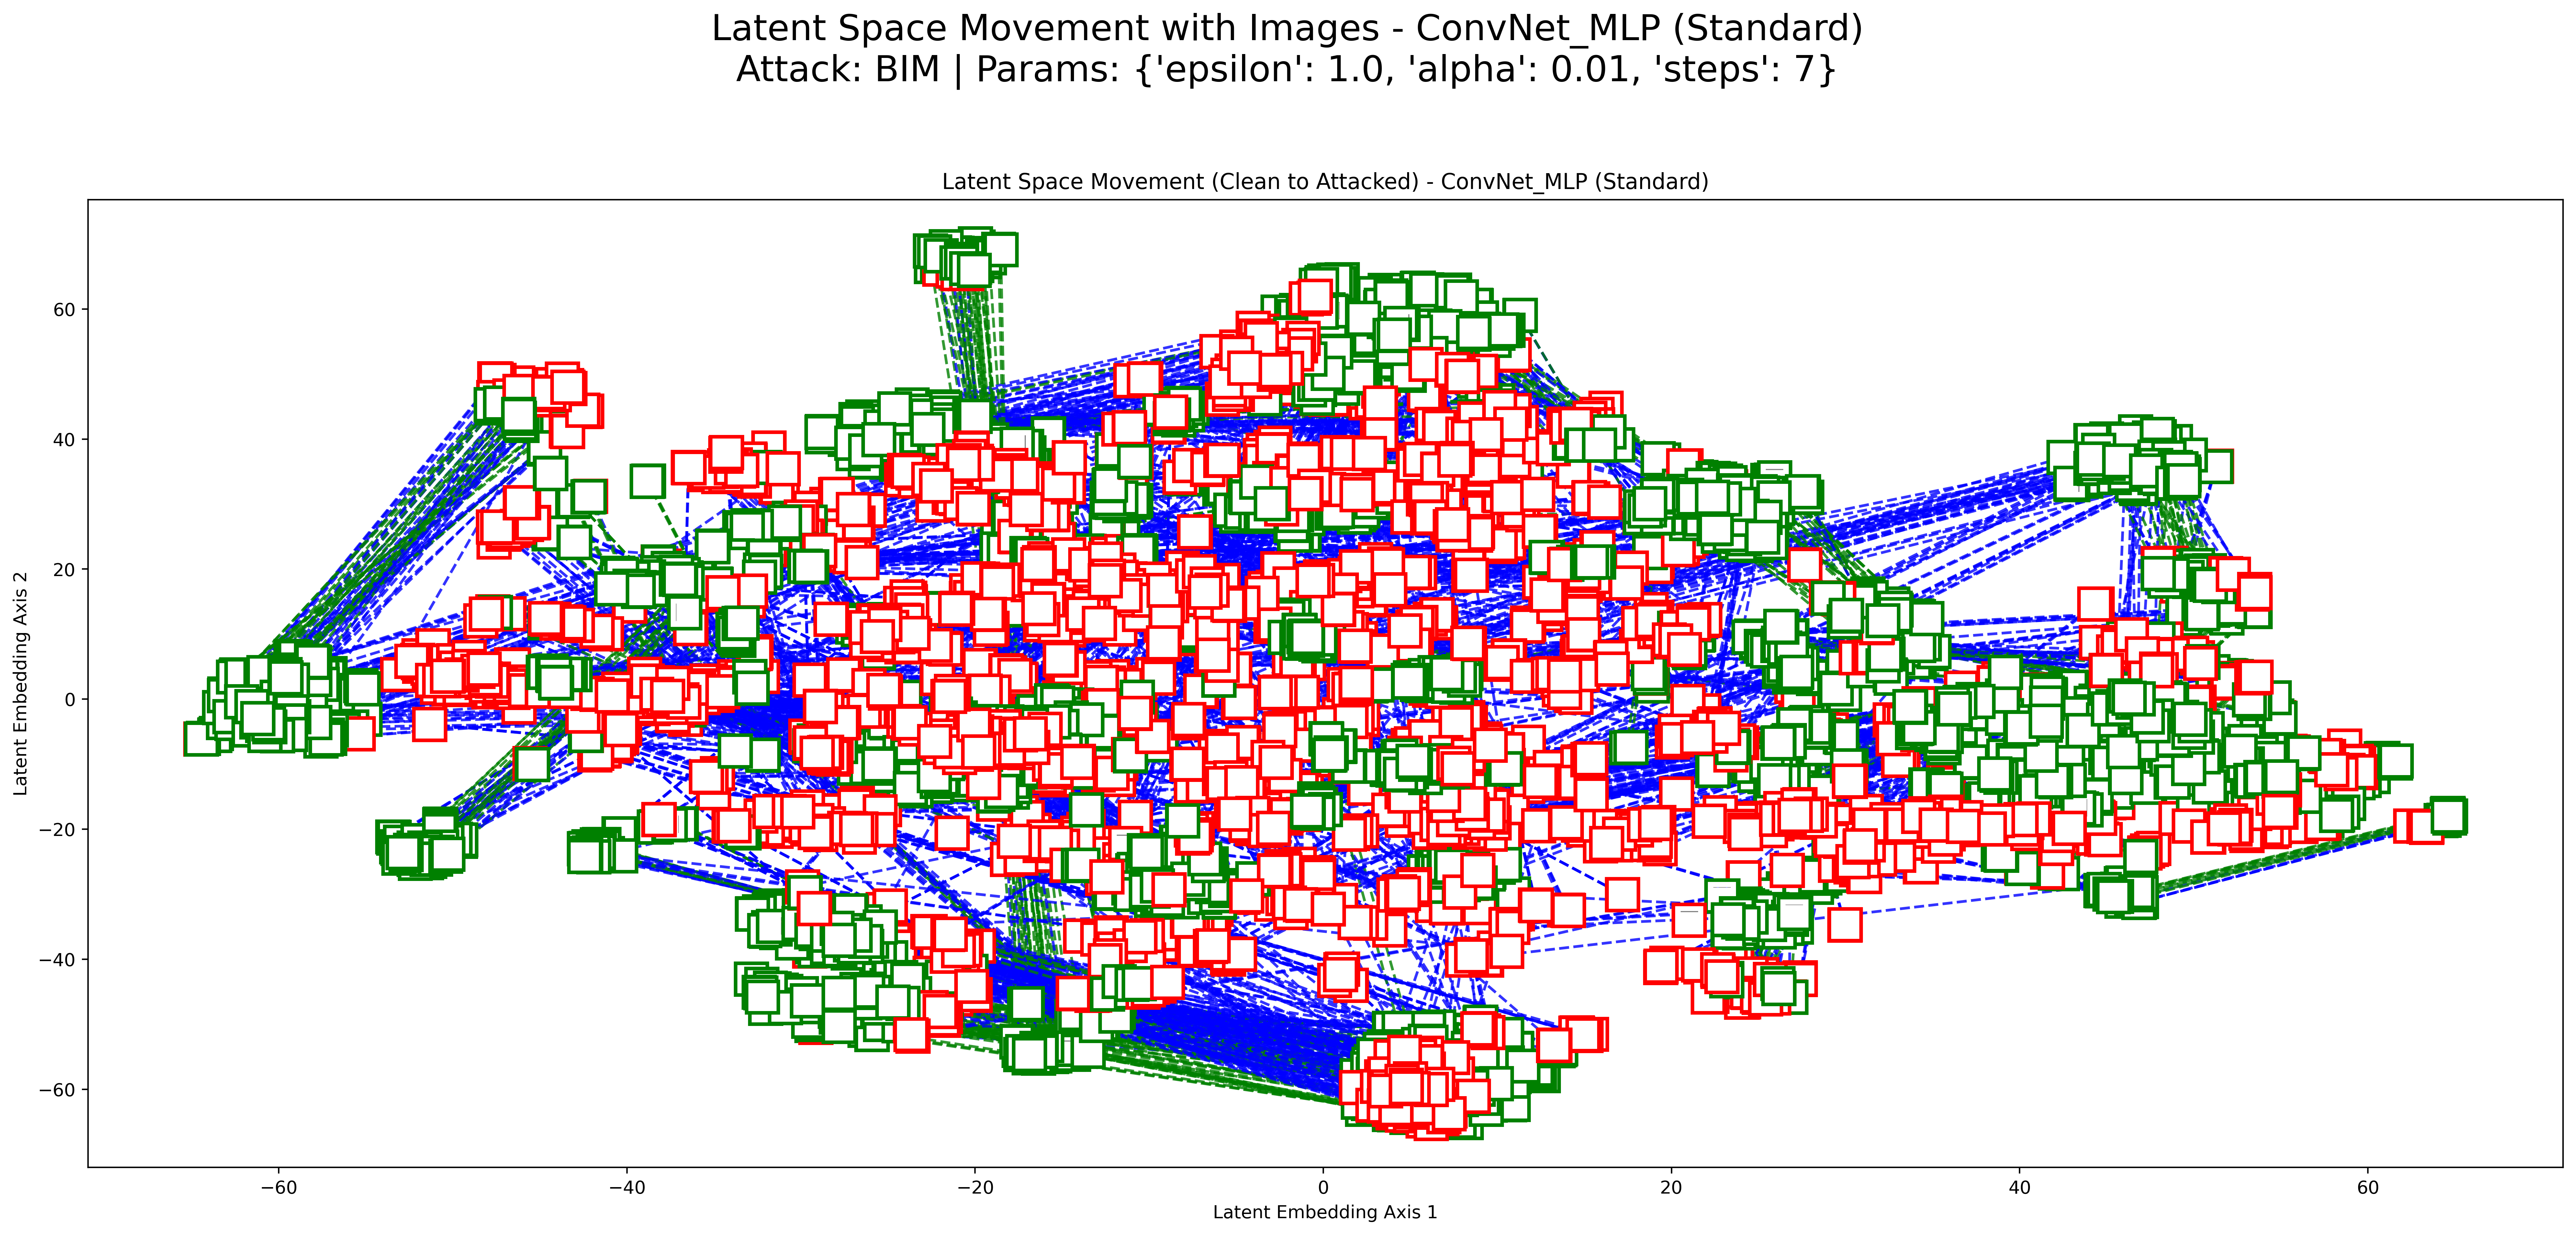 Latent Space Movement with Images - ConvNet_MLP (Standard)
Attack: BIM | Params: {'epsilon': 1.0, 'alpha': 0.01, 'steps': 7}
Latent Space Movement (Clean to Attacked) - ConvNet_MLP (Standard)
Latent Embedding Axis 2
60
40
20
0
−20
−40
−60
−60
−40
−20
0
20
40
60
Latent Embedding Axis 1